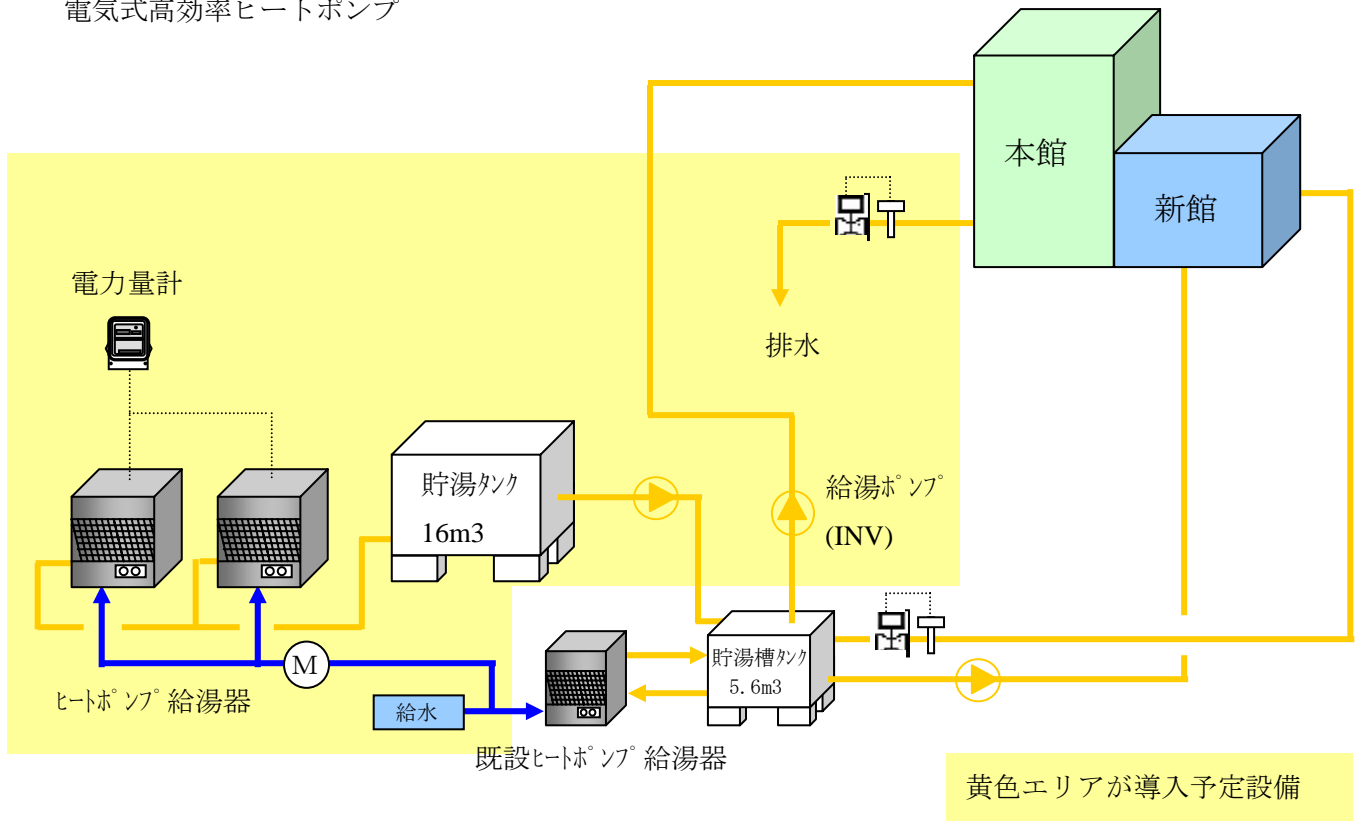 電気式高効率ヒートポンプ
本館
新館
電力量計
排水
貯湯ﾀﾝｸ
16m3
給湯ﾎﾟﾝﾌﾟ
(INV)
M
ﾋｰﾄﾎﾟﾝﾌﾟ給湯器
給水
貯湯槽ﾀﾝｸ
5.6m3
既設ﾋｰﾄﾎﾟﾝﾌﾟ給湯器
黄色エリアが導入予定設備